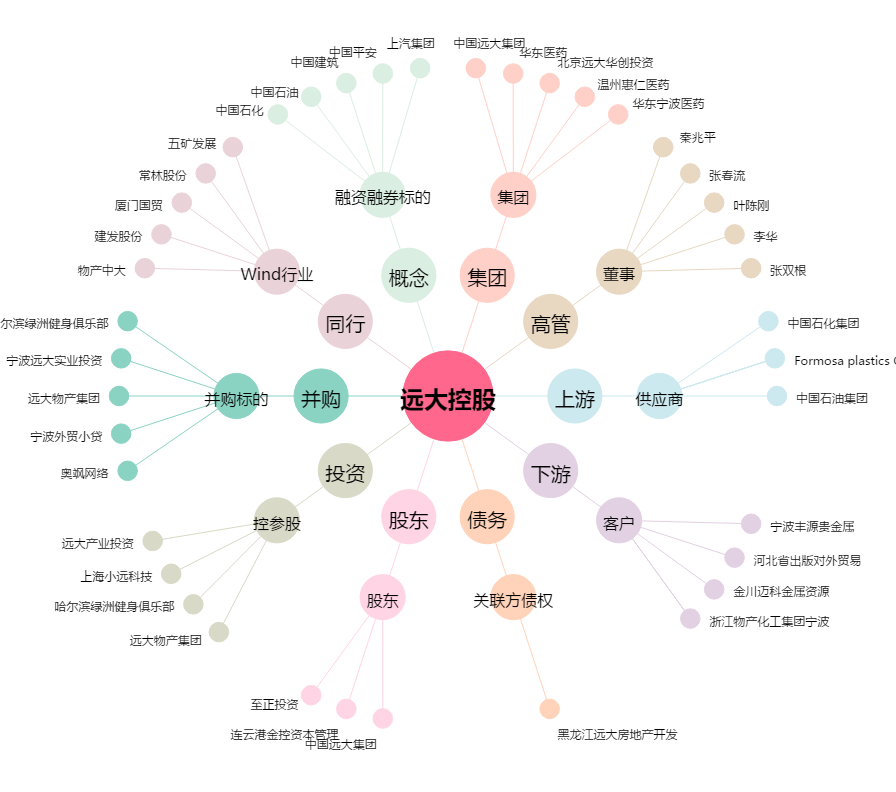 上汽集团
中国平安
中国建筑
中国石油
中国石化
中国远大集团
华东医药
北京远大华创投资
温州惠仁医药
华东宁波医药
五矿发展
常林股份
厦门国贸
建发股份
物产中大
秦兆平
张春流
叶陈刚
李华
张双根
融资融券标的
集团
Wind行业
董事
概念
集团
同行
高管
尔滨绿洲健身俱乐部
宁波远大实业投资
远大物产集团
宁波外贸小贷
奥飒网络
并购标的
并购
远大控股
上游
供应商
中国石化集团
Formosa plastics
中国石油集团
投资
下游
控参股
股东
债务
客户
远大产业投资
上海小远科技
哈尔滨绿洲健身俱乐部
远大物产集团
宁波丰源贵金属
河北省出版对外贸易
金川迈科金属资源
浙江物产化工集团宁波
股东
关联方债权
至正投资
连云港金控资本管理
中国远大集团
黑龙江远大房地产开发